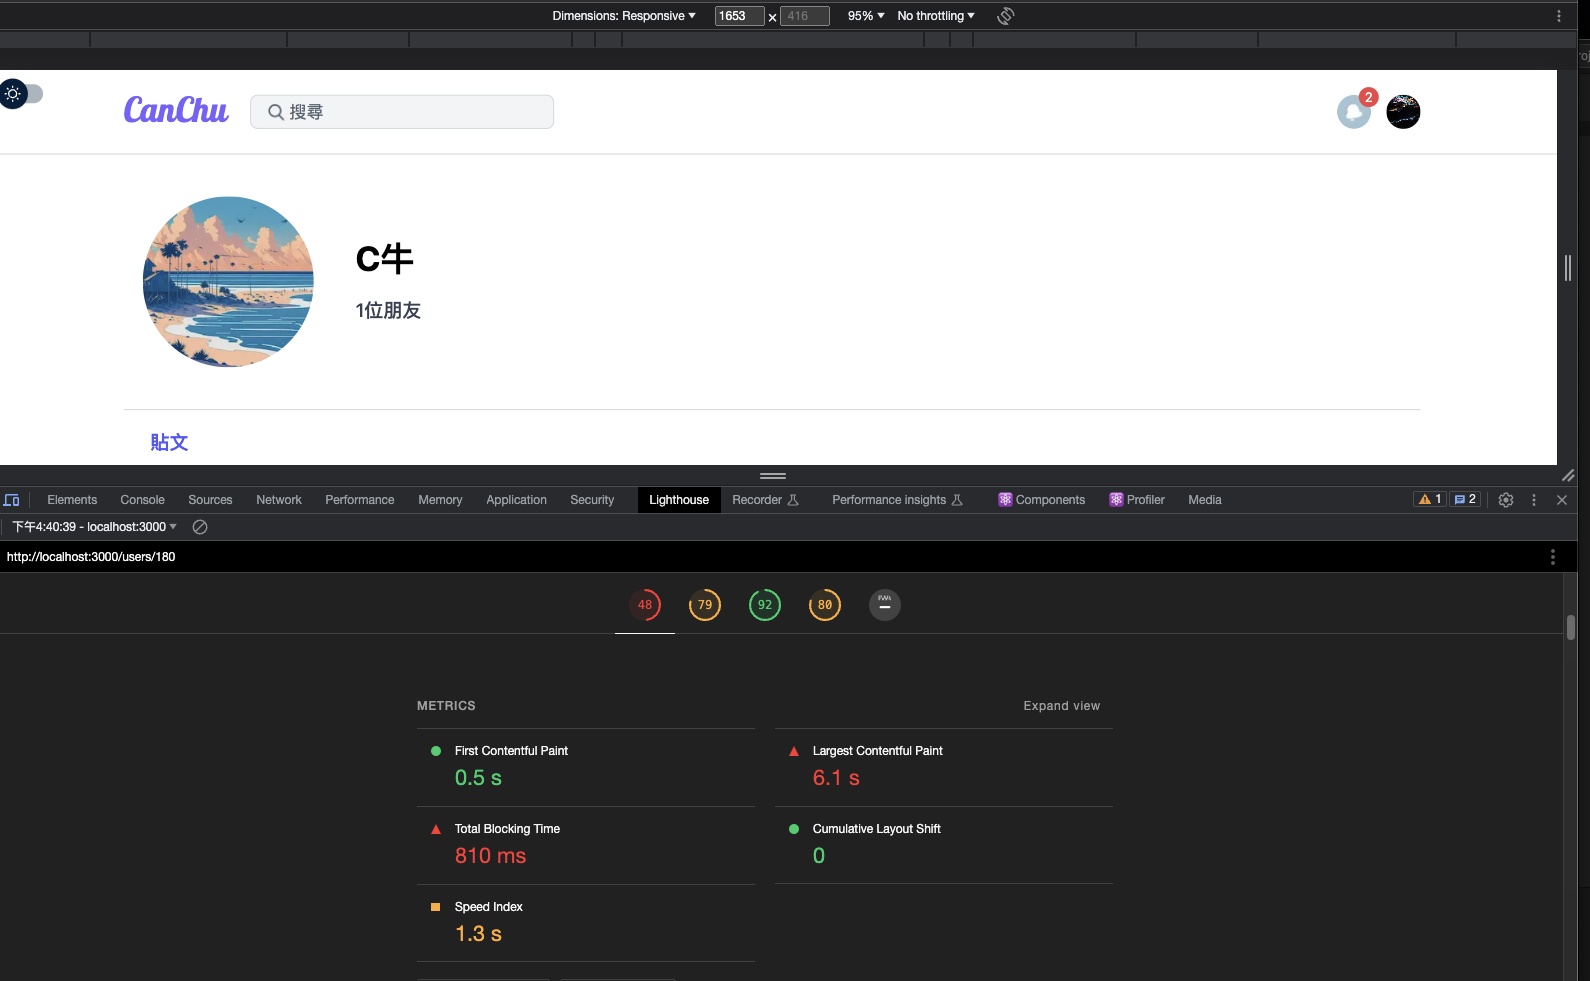 Dimensions: Responsive 1653 x 416 95% No throttling
CanChu 搜尋 2
C牛
1位朋友
貼文
Elements Console Sources Network Performance Memory Application Security Lighthouse Recorder Performance insights Components Profiler Media 1 2
下午4:40:39 - localhost:3000
http://localhost:3000/users/180
48 79 92 80 PWA
METRICS Expand view
First Contentful Paint
0.5 s
Largest Contentful Paint
6.1 s
Total Blocking Time
810 ms
Cumulative Layout Shift
0
Speed Index
1.3 s